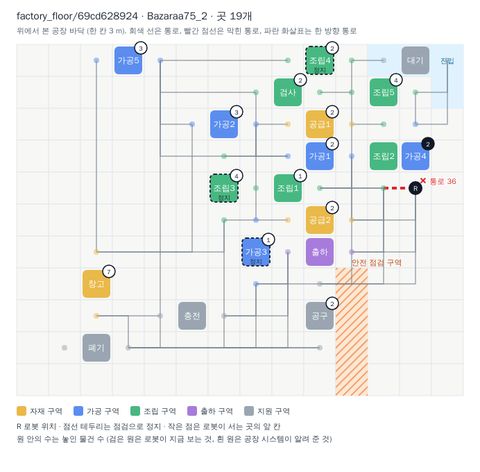 factory_floor/69cd628924 · Bazaraa75_2 · 곳 19개
위에서 본 공장 바닥 (한 칸 3 m). 회색 선은 통로, 빨간 점선은 막힌 통로, 파란 화살표는 한 방향 통로
가공5 3
조립4 2
정지
대기
진입
검사 2
조립5 4
가공2 3
공급1 2
가공1 2
조립2
가공4 2
조립3 4
정지
조립1 1
R
✕ 통로 36
공급2 2
가공3 1
정지
출하
안전 점검 구역
창고 7
충전
공구 2
폐기
자재 구역
가공 구역
조립 구역
출하 구역
지원 구역
R 로봇 위치 · 점선 테두리는 점검으로 정지 · 작은 점은 로봇이 서는 곳의 앞 칸
원 안의 수는 놓인 물건 수 (검은 원은 로봇이 지금 보는 것, 흰 원은 공장 시스템이 알려 준 것)